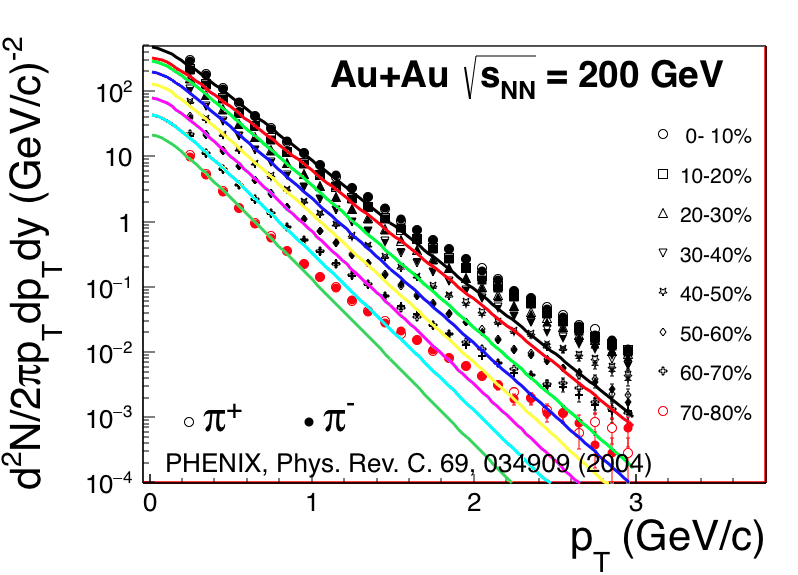 d²N/2πp_Tdp_Tdy (GeV/c)⁻²
Au+Au √s_NN = 200 GeV
0- 10%
10-20%
20-30%
30-40%
40-50%
50-60%
60-70%
70-80%
10²
10
1
10⁻¹
10⁻²
10⁻³
10⁻⁴
π⁺ π⁻
PHENIX, Phys. Rev. C. 69, 034909 (2004)
0 1 2 3
p_T (GeV/c)